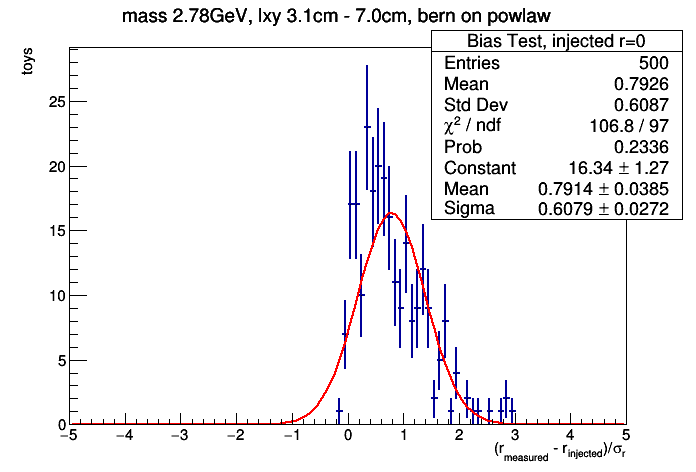 mass 2.78GeV, lxy 3.1cm - 7.0cm, bern on powlaw
Bias Test, injected r=0
Entries 500
Mean 0.7926
Std Dev 0.6087
χ² / ndf 106.8 / 97
Prob 0.2336
Constant 16.34 ± 1.27
Mean 0.7914 ± 0.0385
Sigma 0.6079 ± 0.0272
toys
25
20
15
10
5
0
−5 −4 −3 −2 −1 0 1 2 3 4 5
(r_measured - r_injected)/σ_r